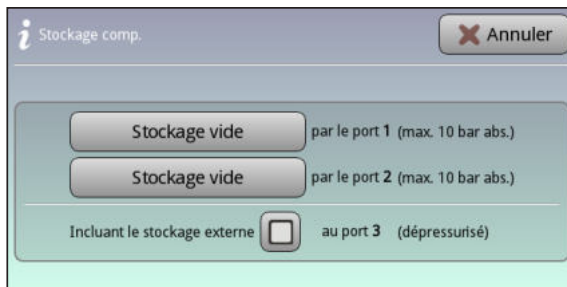 Stockage comp.
Annuler
Stockage vide par le port 1 (max. 10 bar abs.)
Stockage vide par le port 2 (max. 10 bar abs.)
Incluant le stockage externe au port 3 (dépressurisé)